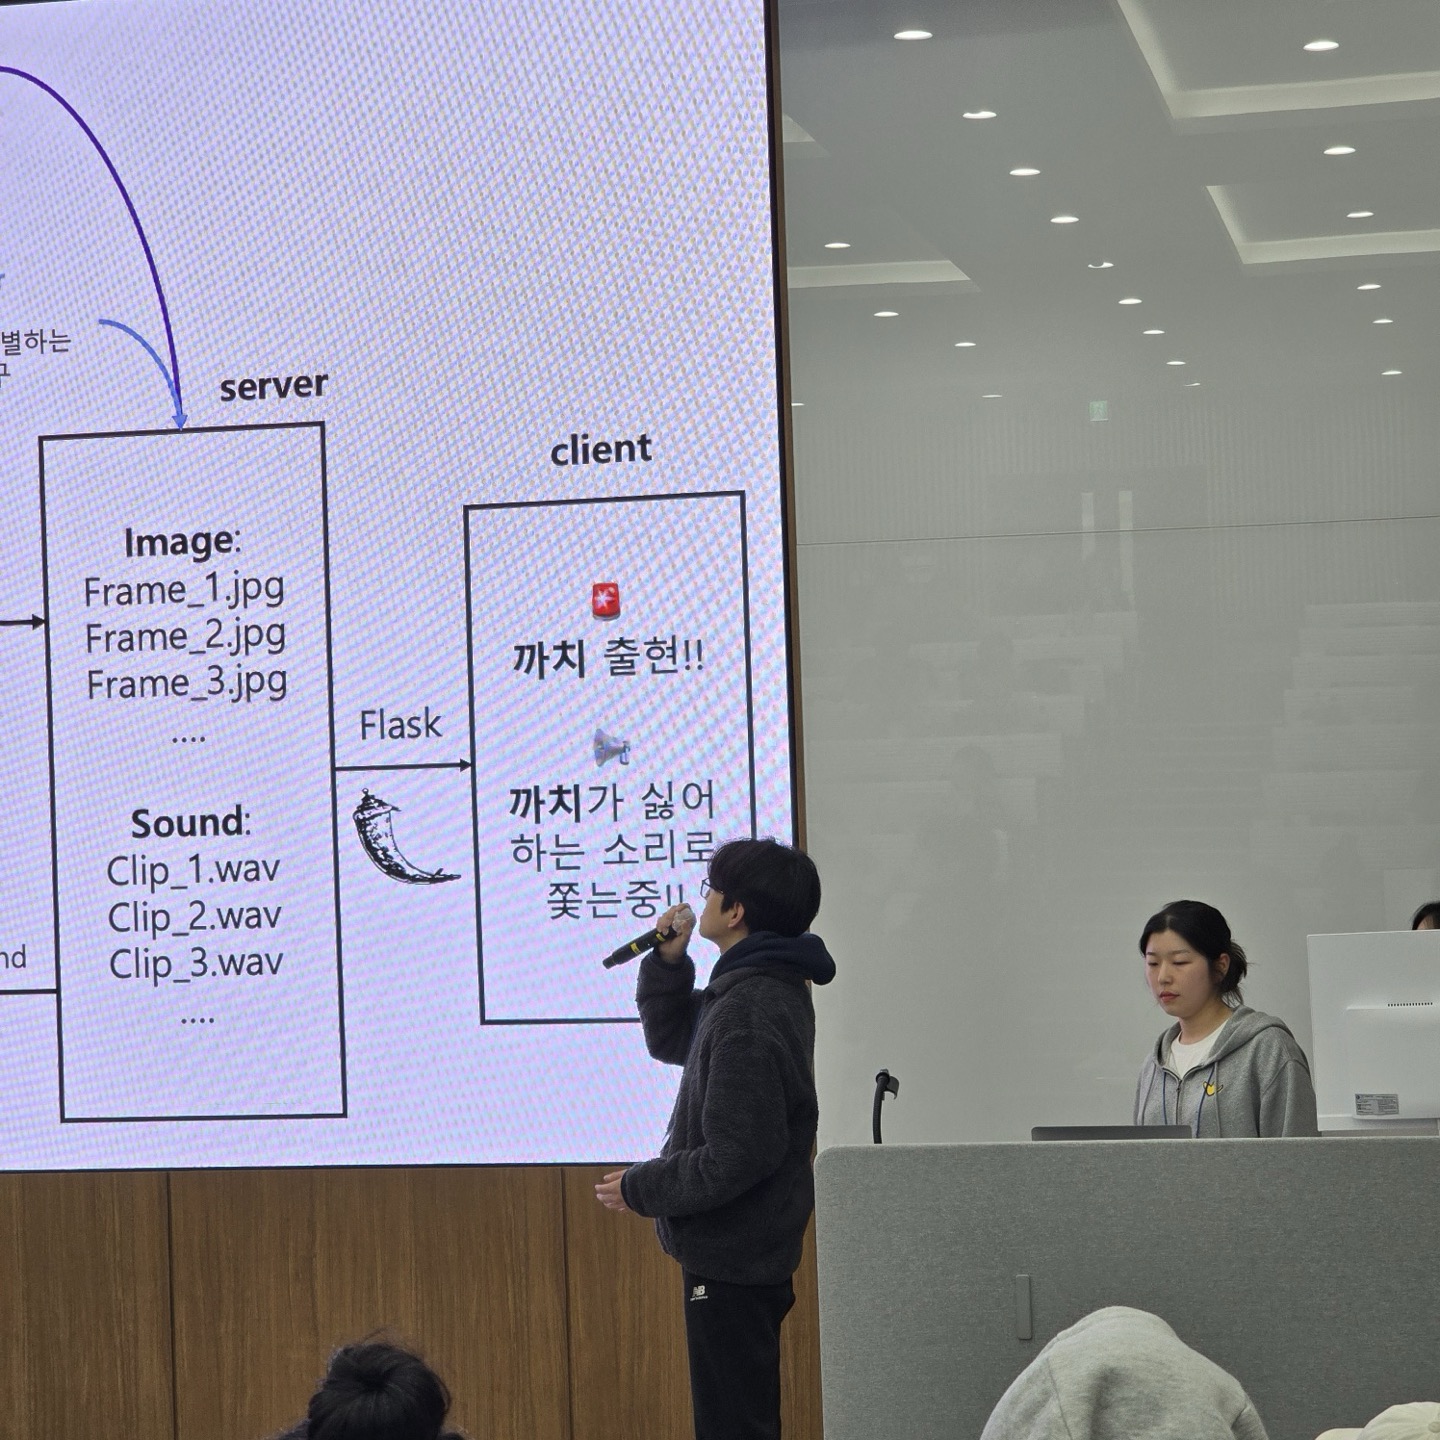 별하는
server
client
Image:
Frame_1.jpg
Frame_2.jpg
Frame_3.jpg
....
Sound:
Clip_1.wav
Clip_2.wav
Clip_3.wav
....
nd
Flask
까치 출현!!
까치가 싫어
하는 소리로
쫓는중!!
NB